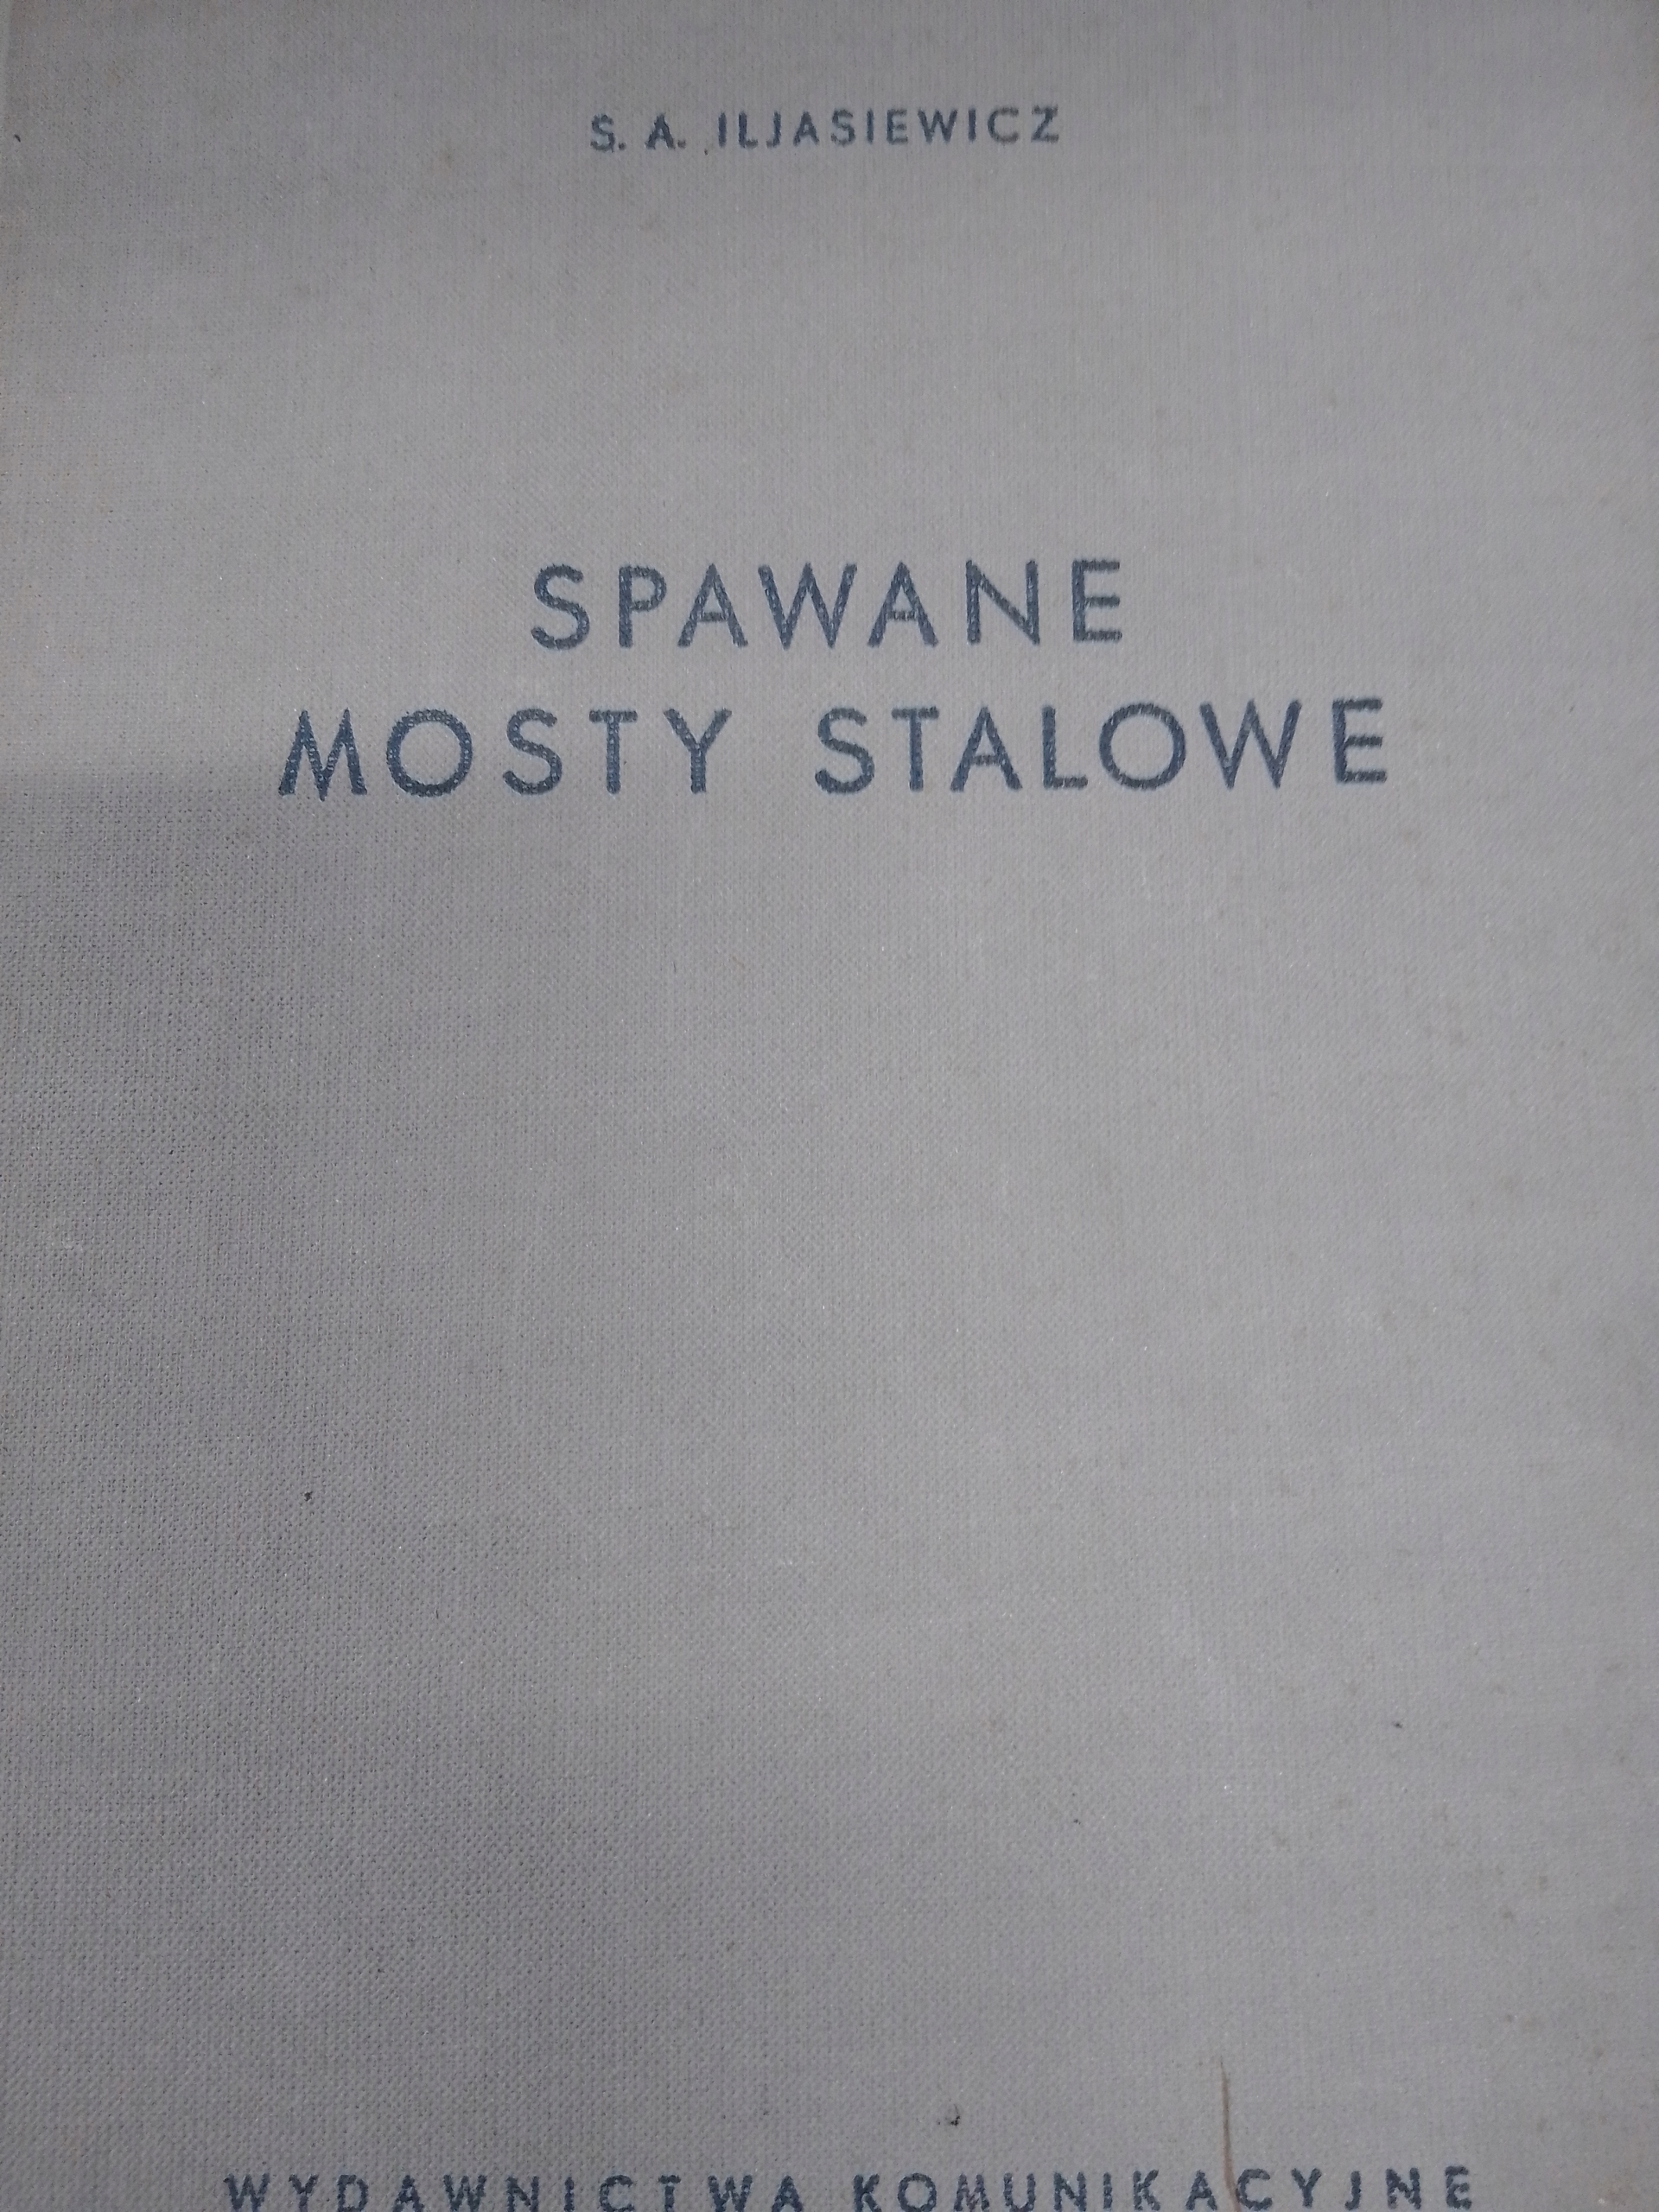 S. A. ILJASIEWICZ
SPAWANE
MOSTY STALOWE
WYDAWNICTWA KOMUNIKACYJNE